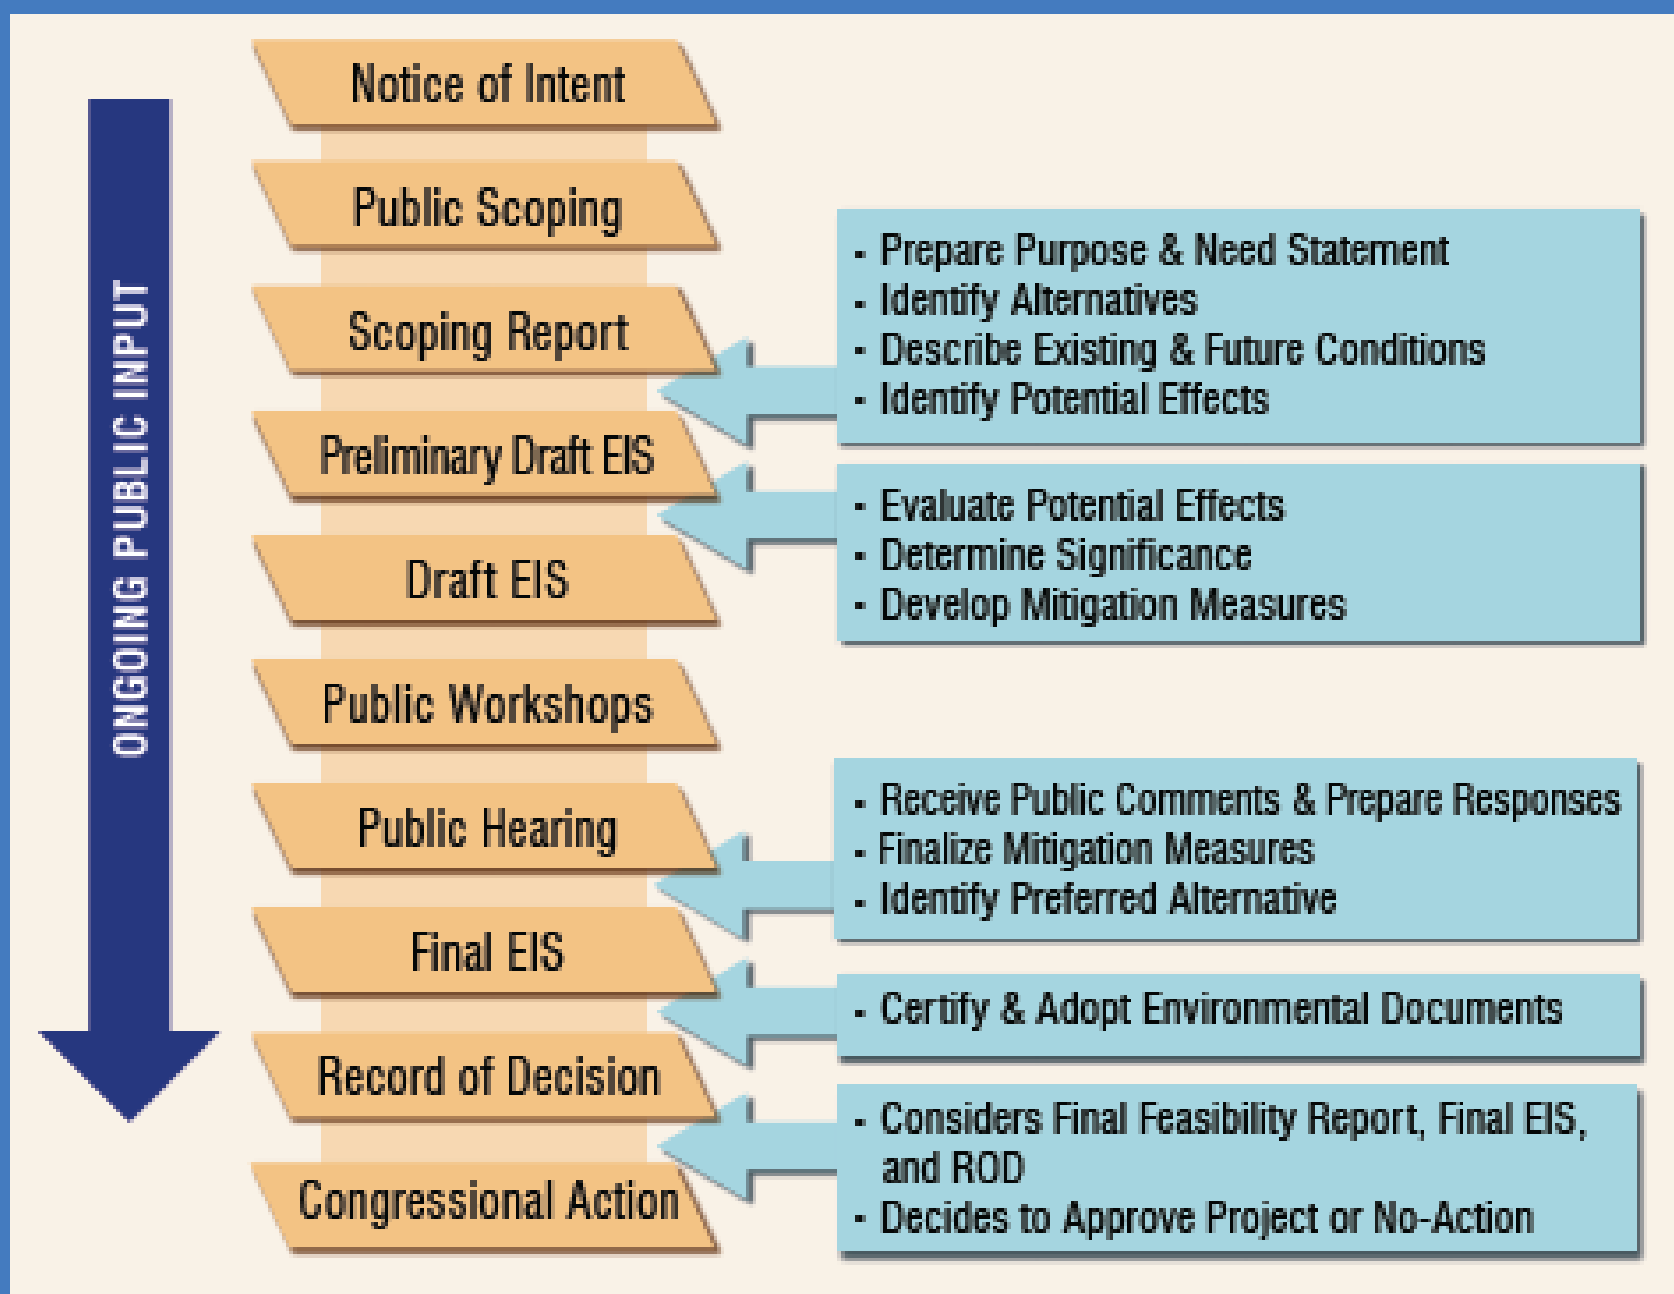 ONGOING PUBLIC INPUT
Notice of Intent
Public Scoping
Scoping Report
Preliminary Draft EIS
Draft EIS
Public Workshops
Public Hearing
Final EIS
Record of Decision
Congressional Action
- Prepare Purpose & Need Statement
- Identify Alternatives
- Describe Existing & Future Conditions
- Identify Potential Effects
- Evaluate Potential Effects
- Determine Significance
- Develop Mitigation Measures
- Receive Public Comments & Prepare Responses
- Finalize Mitigation Measures
- Identify Preferred Alternative
- Certify & Adopt Environmental Documents
- Considers Final Feasibility Report, Final EIS,
and ROD
- Decides to Approve Project or No-Action